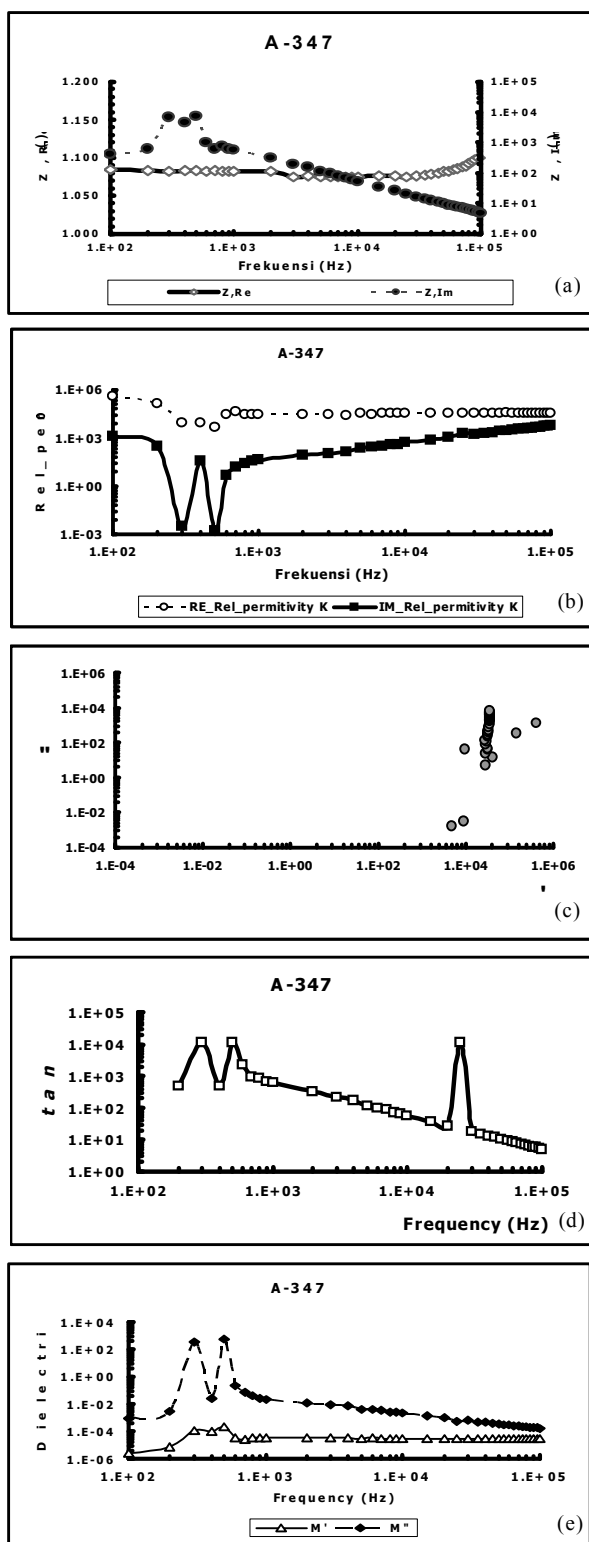 A-347
1.200
1.100
1.050
1.000
1.E+05
1.E+04
1.E+03
1.E+02
1.E+01
1.E+00
1.E+02 1.E+03 1.E+04 1.E+05
Frekuensi (Hz)
Z,Re Z,Im
(a)
A-347
1.E+06
1.E+03
1.E+00
1.E-03
1.E+02 1.E+03 1.E+04 1.E+05
Frekuensi (Hz)
RE_Rel_permitivity K IM_Rel_permitivity K
(b)
1.E+06
1.E+04
1.E+02
1.E+00
1.E-02
1.E-04
"
1.E-04 1.E-02 1.E+00 1.E+02 1.E+04 1.E+06
'
(c)
A-347
tan
1.E+05
1.E+04
1.E+03
1.E+02
1.E+01
1.E+00
1.E+02 1.E+03 1.E+04 1.E+05
Frequency (Hz)
(d)
A-347
Dielectri
1.E+04
1.E+02
1.E+00
1.E-02
1.E-04
1.E-06
1.E+02 1.E+03 1.E+04 1.E+05
Frequency (Hz)
M' M"
(e)